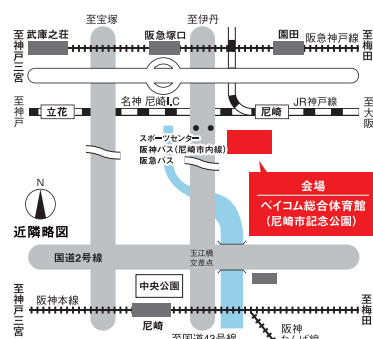 至宝塚
至伊丹
至神戸三宮
武庫之荘
阪急塚口
園田
阪急神戸線
至梅田
名神 尼崎I.C
JR神戸線
至神戸
立花
尼崎
至大阪
スポーツセンター
阪神バス(尼崎市内線)
阪急バス
会場
ベイコム総合体育館
(尼崎市記念公園)
N
近隣略図
国道2号線
玉江橋
交差点
中央公園
至神戸三宮
阪神本線
尼崎
至梅田
至国道43号線
阪神
なんば線